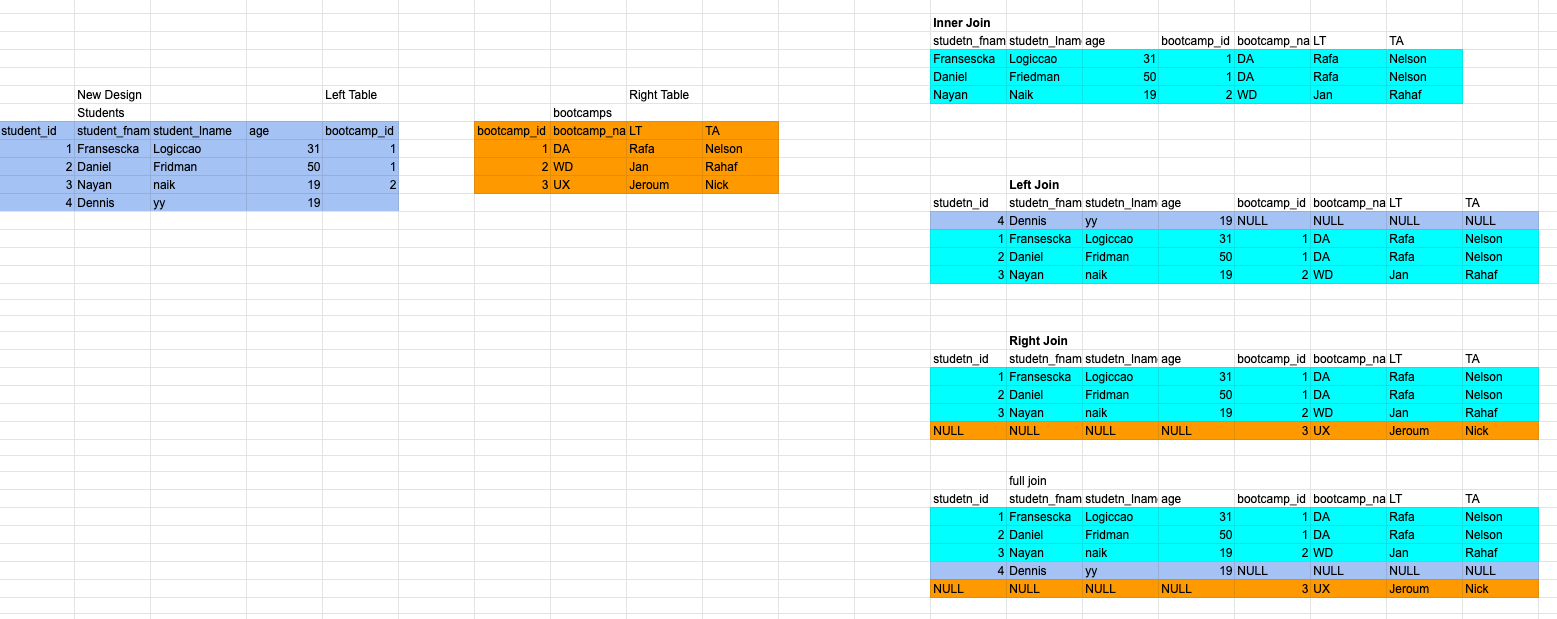 New Design Left Table Right Table
Students bootcamps
student_id student_fnam student_lname age bootcamp_id bootcamp_id bootcamp_na LT TA
1 Fransescka Logiccao 31 1 1 DA Rafa Nelson
2 Daniel Fridman 50 1 2 WD Jan Rahaf
3 Nayan naik 19 2 3 UX Jeroum Nick
4 Dennis yy 19
Inner Join
studetn_fnam studetn_lnam age bootcamp_id bootcamp_na LT TA
Fransescka Logiccao 31 1 DA Rafa Nelson
Daniel Friedman 50 1 DA Rafa Nelson
Nayan Naik 19 2 WD Jan Rahaf
Left Join
studetn_id studetn_fnam studetn_lnam age bootcamp_id bootcamp_na LT TA
4 Dennis yy 19 NULL NULL NULL NULL
1 Fransescka Logiccao 31 1 DA Rafa Nelson
2 Daniel Fridman 50 1 DA Rafa Nelson
3 Nayan naik 19 2 WD Jan Rahaf
Right Join
studetn_id studetn_fnam studetn_lnam age bootcamp_id bootcamp_na LT TA
1 Fransescka Logiccao 31 1 DA Rafa Nelson
2 Daniel Fridman 50 1 DA Rafa Nelson
3 Nayan naik 19 2 WD Jan Rahaf
NULL NULL NULL NULL 3 UX Jeroum Nick
full join
studetn_id studetn_fnam studetn_lnam age bootcamp_id bootcamp_na LT TA
1 Fransescka Logiccao 31 1 DA Rafa Nelson
2 Daniel Fridman 50 1 DA Rafa Nelson
3 Nayan naik 19 2 WD Jan Rahaf
4 Dennis yy 19 NULL NULL NULL NULL
NULL NULL NULL NULL 3 UX Jeroum Nick